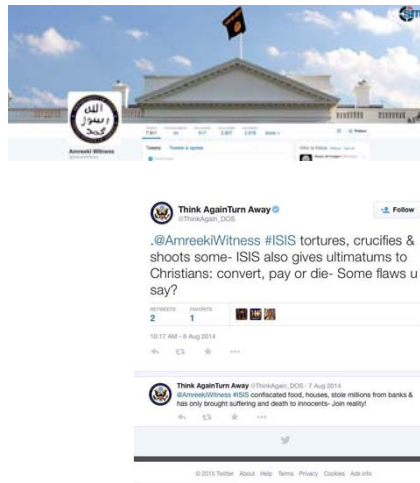 الله
رسول
محمد
Amreeki Witness
Tweets Tweets & replies
Think AgainTurn Away
@ThinkAgain_DOS
Follow
.@AmreekiWitness #ISIS tortures, crucifies &
shoots some- ISIS also gives ultimatums to
Christians: convert, pay or die- Some flaws u
say?
RETWEETS FAVORITE
2 1
10:17 AM - 6 Aug 2014
Think AgainTurn Away @ThinkAgain_DOS · 7 Aug 2014
@AmreekiWitness #ISIS confiscated food, houses, stole millions from banks &
has only brought suffering and death to innocents- Join reality!
© 2015 Twitter About Help Terms Privacy Cookies Ads info